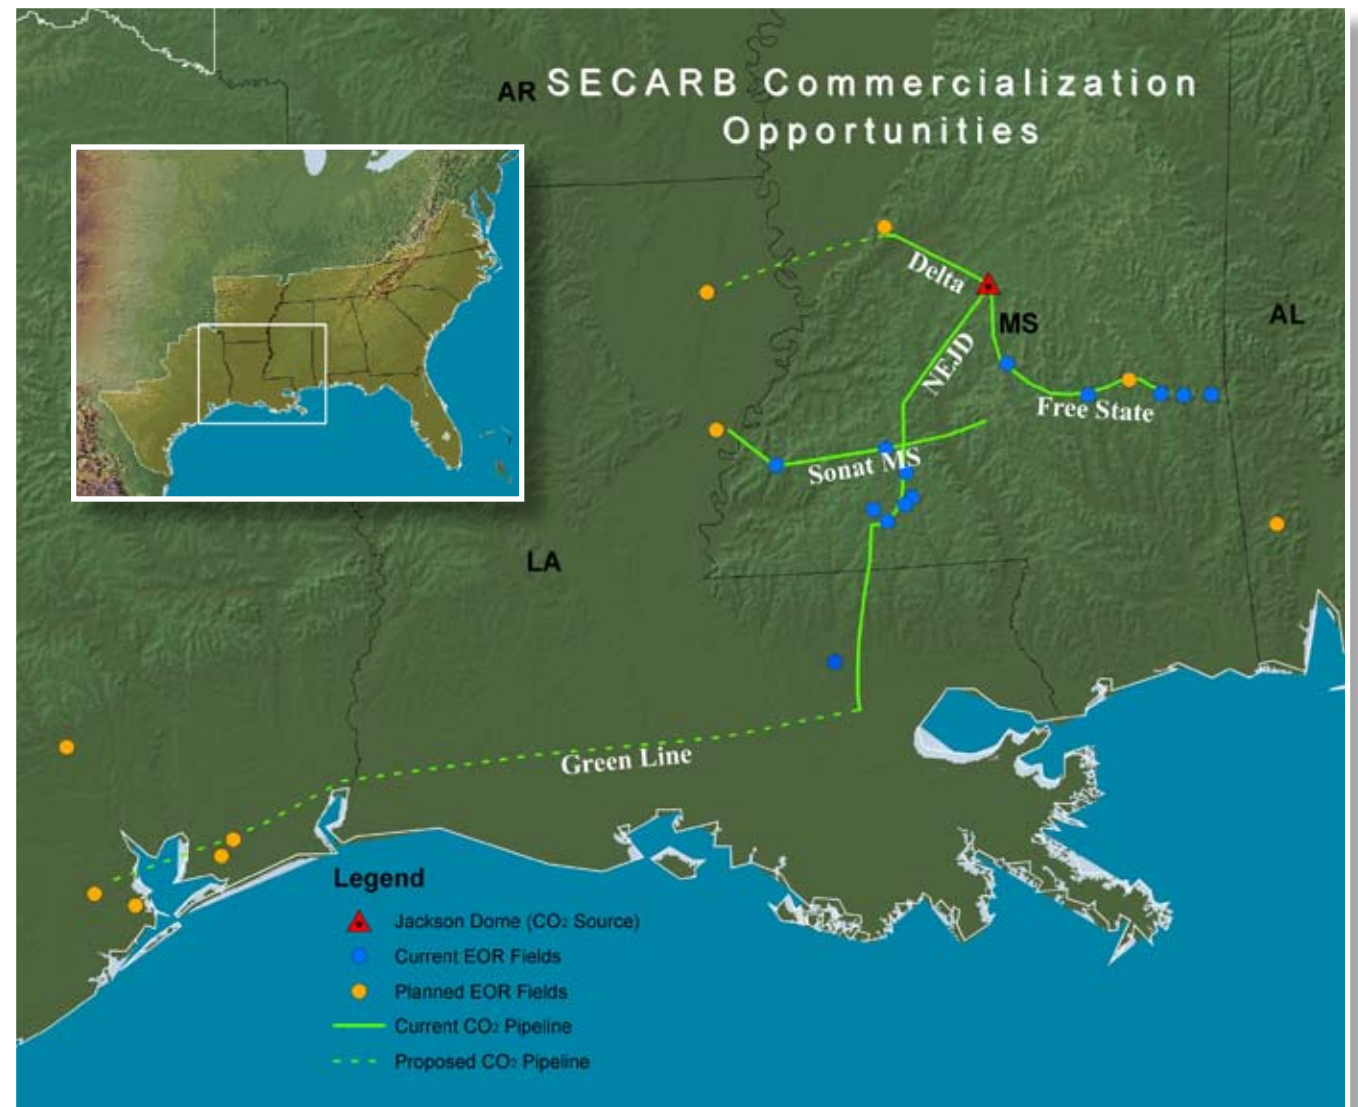 AR
SECARB Commercialization
Opportunities
Delta
MS
AL
NEJD
Free State
Sonat MS
LA
Green Line
Legend
Jackson Dome (CO2 Source)
Current EOR Fields
Planned EOR Fields
Current CO2 Pipeline
Proposed CO2 Pipeline